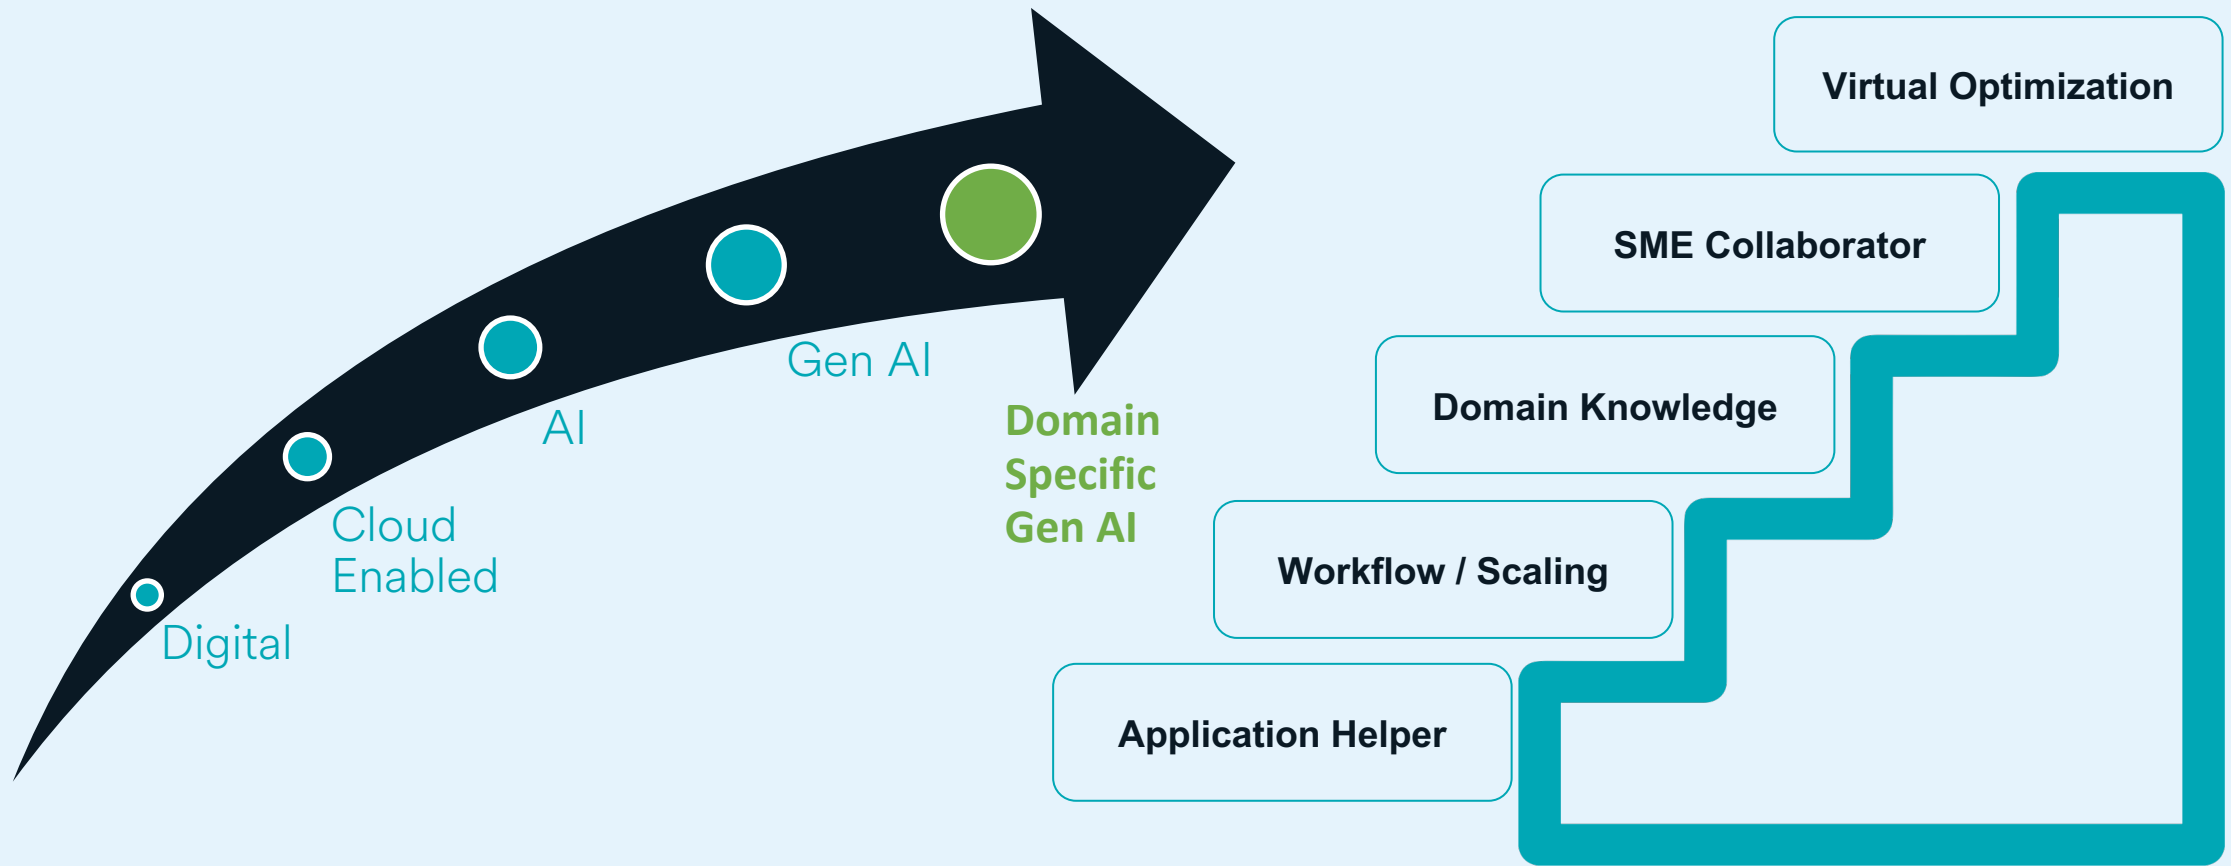 Digital
Cloud
Enabled
AI
Gen AI
Domain
Specific
Gen AI
Virtual Optimization
SME Collaborator
Domain Knowledge
Workflow / Scaling
Application Helper